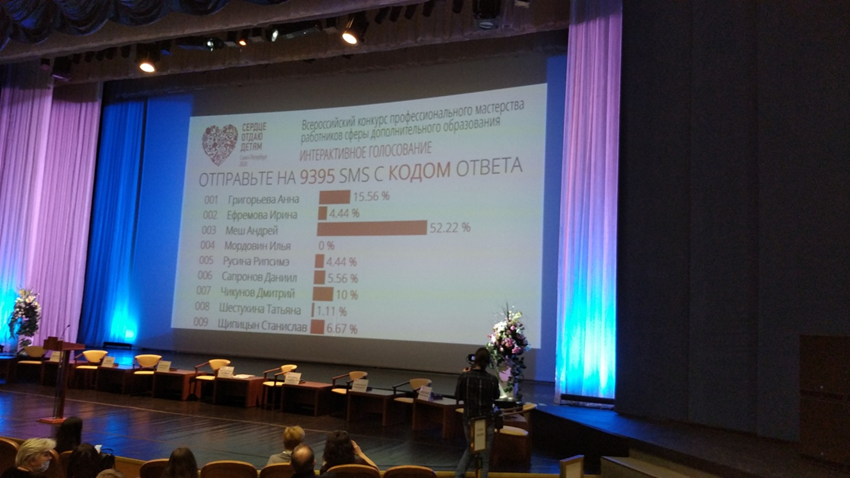 СЕРДЦЕ
ОТДАЮ
ДЕТЯМ
Санкт-Петербург
Всероссийский конкурс профессионального мастерства
работников сферы дополнительного образования
ИНТЕРАКТИВНОЕ ГОЛОСОВАНИЕ
ОТПРАВЬТЕ НА 9395 SMS С КОДОМ ОТВЕТА
001 Григорьева Анна 15.56 %
002 Ефремова Ирина 4.44 %
003 Меш Андрей 52.22 %
004 Мордовин Илья 0 %
005 Русина Рипсимэ 4.44 %
006 Сапронов Даниил 5.56 %
007 Чикунов Дмитрий 10 %
008 Шестухина Татьяна 1.11 %
009 Щипицын Станислав 6.67 %